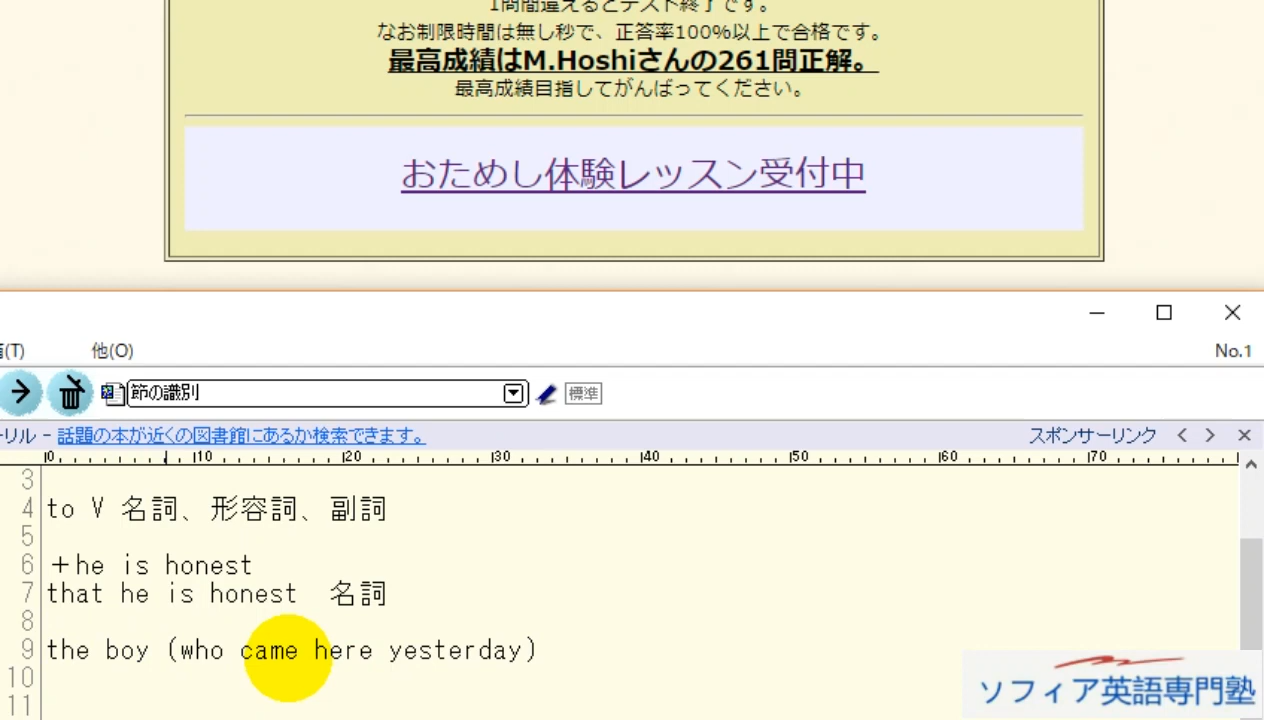 1問間違えるとテスト終了です。
なお制限時間は無し秒で、正答率100%以上で合格です。
最高成績はM.Hoshiさんの261問正解。
最高成績目指してがんばってください。
おためし体験レッスン受付中
(T) 他(O) No.1
節の識別 標準
ーリル - 話題の本が近くの図書館にあるか検索できます。 スポンサーリンク
0 10 20 30 40 50 60 70
3
4 to V 名詞、形容詞、副詞
5
6 +he is honest
7 that he is honest 名詞
8
9 the boy (who came here yesterday)
10
11
ソフィア英語専門塾